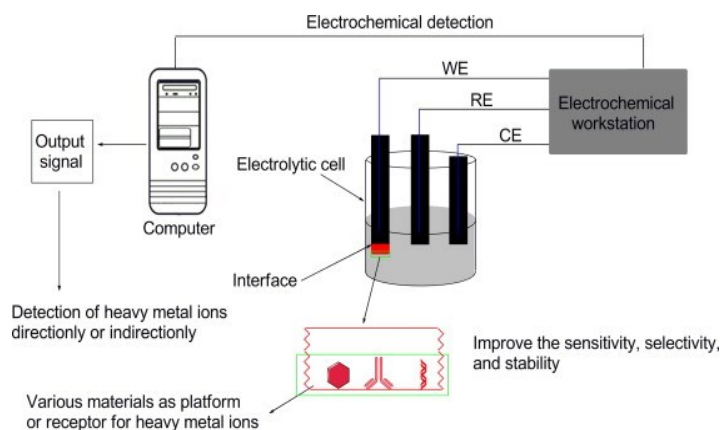 Electrochemical detection
WE
RE
CE
Electrochemical
workstation
Output
signal
Computer
Electrolytic cell
Interface
Detection of heavy metal ions
directionly or indirectionly
Improve the sensitivity, selectivity,
and stability
Various materials as platform
or receptor for heavy metal ions